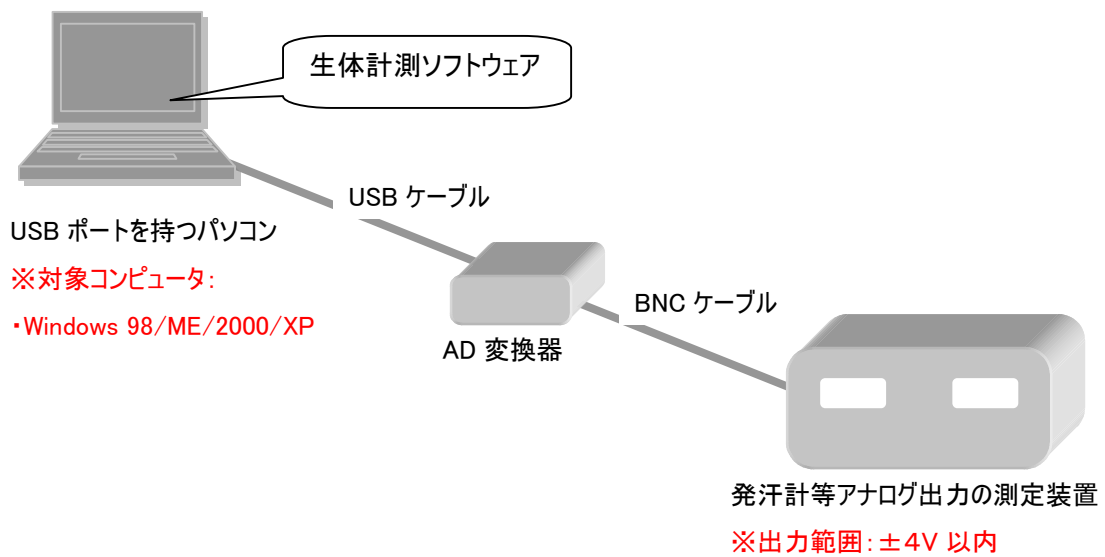 生体計測ソフトウェア
USB ケーブル
USB ポートを持つパソコン
※対象コンピュータ:
・Windows 98/ME/2000/XP
BNC ケーブル
AD 変換器
発汗計等アナログ出力の測定装置
※出力範囲:±4V 以内